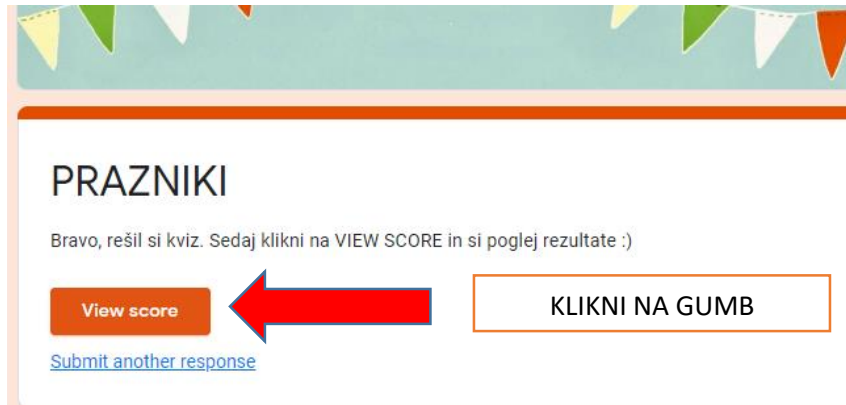 PRAZNIKI
Bravo, rešil si kviz. Sedaj klikni na VIEW SCORE in si poglej rezultate :)
View score
KLIKNI NA GUMB
Submit another response